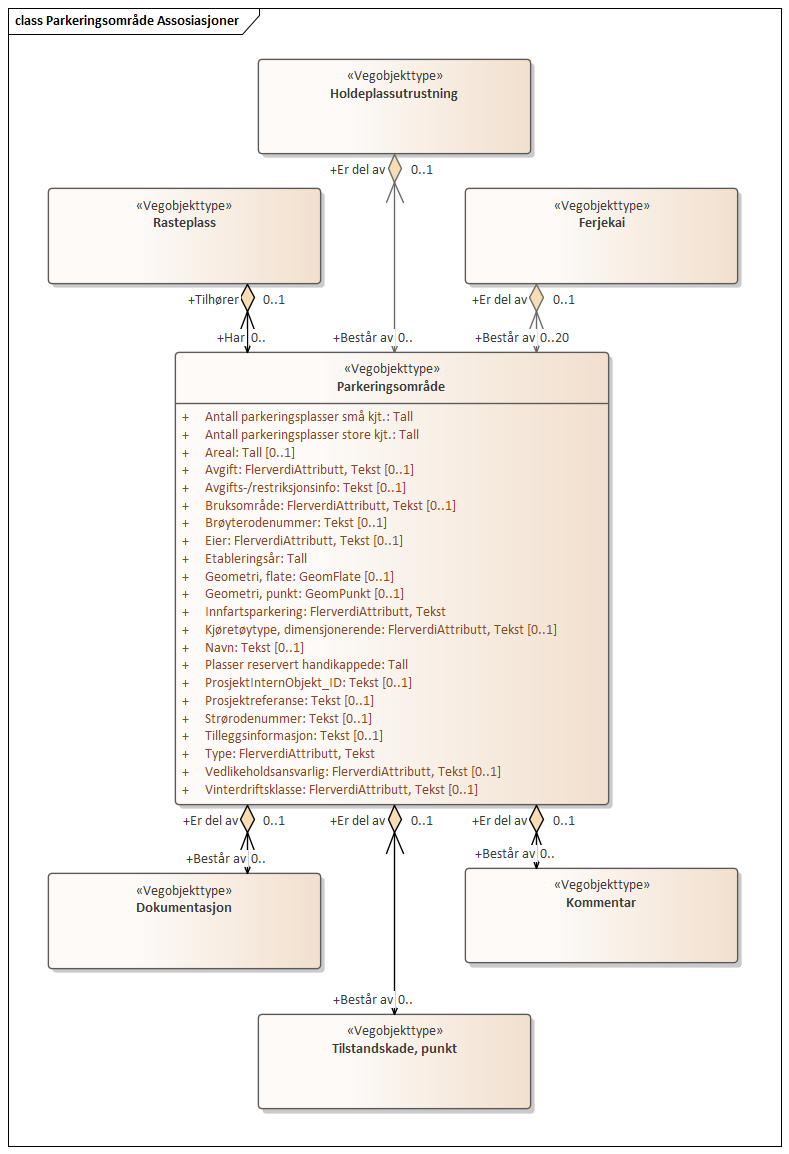 class Parkeringsområde Assosiasjoner
«Vegobjekttype»
Holdeplassutrustning
+Er del av 0..1
«Vegobjekttype»
Rasteplass
«Vegobjekttype»
Ferjekai
+Tilhører 0..1
+Er del av 0..1
+Har 0..
+Består av 0..
+Består av 0..20
«Vegobjekttype»
Parkeringsområde
+ Antall parkeringsplasser små kjt.: Tall
+ Antall parkeringsplasser store kjt.: Tall
+ Areal: Tall [0..1]
+ Avgift: FlerverdiAttributt, Tekst [0..1]
+ Avgifts-/restriksjonsinfo: Tekst [0..1]
+ Bruksområde: FlerverdiAttributt, Tekst [0..1]
+ Brøyterodenummer: Tekst [0..1]
+ Eier: FlerverdiAttributt, Tekst [0..1]
+ Etableringsår: Tall
+ Geometri, flate: GeomFlate [0..1]
+ Geometri, punkt: GeomPunkt [0..1]
+ Innfartsparkering: FlerverdiAttributt, Tekst
+ Kjøretøytype, dimensjonerende: FlerverdiAttributt, Tekst [0..1]
+ Navn: Tekst [0..1]
+ Plasser reservert handikappede: Tall
+ ProsjektInternObjekt_ID: Tekst [0..1]
+ Prosjektreferanse: Tekst [0..1]
+ Strørodenummer: Tekst [0..1]
+ Tilleggsinformasjon: Tekst [0..1]
+ Type: FlerverdiAttributt, Tekst
+ Vedlikeholdsansvarlig: FlerverdiAttributt, Tekst [0..1]
+ Vinterdriftsklasse: FlerverdiAttributt, Tekst [0..1]
+Er del av 0..1
+Er del av 0..1
+Er del av 0..1
+Består av 0..
+Består av 0..
«Vegobjekttype»
Dokumentasjon
«Vegobjekttype»
Kommentar
+Består av 0..
«Vegobjekttype»
Tilstandskade, punkt